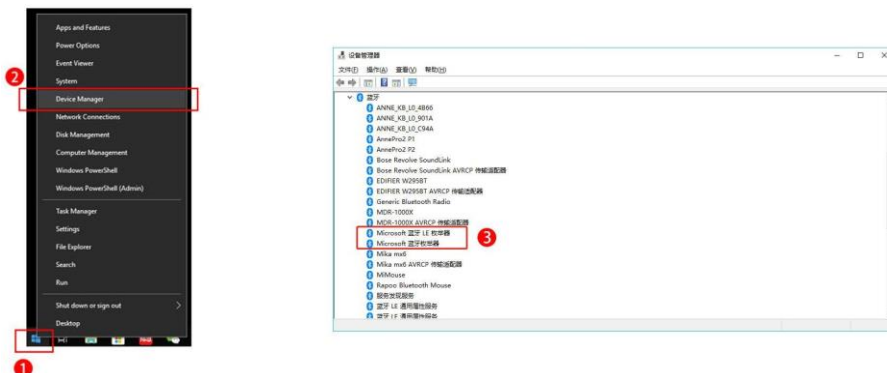 Apps and Features
Power Options
Event Viewer
2
System
Device Manager
Network Connections
Disk Management
Computer Management
Windows PowerShell
Windows PowerShell (Admin)
Task Manager
Settings
File Explorer
Search
Run
Shut down or sign out
Desktop
1
设备管理器
文件(F) 操作(A) 查看(V) 帮助(H)
蓝牙
ANNE_KB_L0_4B66
ANNE_KB_L0_901A
ANNE_KB_L0_C94A
AnnePro2 P1
AnnePro2 P2
Bose Revolve SoundLink
Bose Revolve SoundLink AVRCP 传输适配器
EDIFIER W295BT
EDIFIER W295BT AVRCP 传输适配器
Generic Bluetooth Radio
MDR-1000X
MDR-1000X AVRCP 传输适配器
Microsoft 蓝牙 LE 枚举器
Microsoft 蓝牙枚举器
3
Mika mx6
Mika mx6 AVRCP 传输适配器
MiMouse
Rapoo Bluetooth Mouse
服务发现服务
蓝牙 LE 通用属性服务
蓝牙 LE 通用属性服务